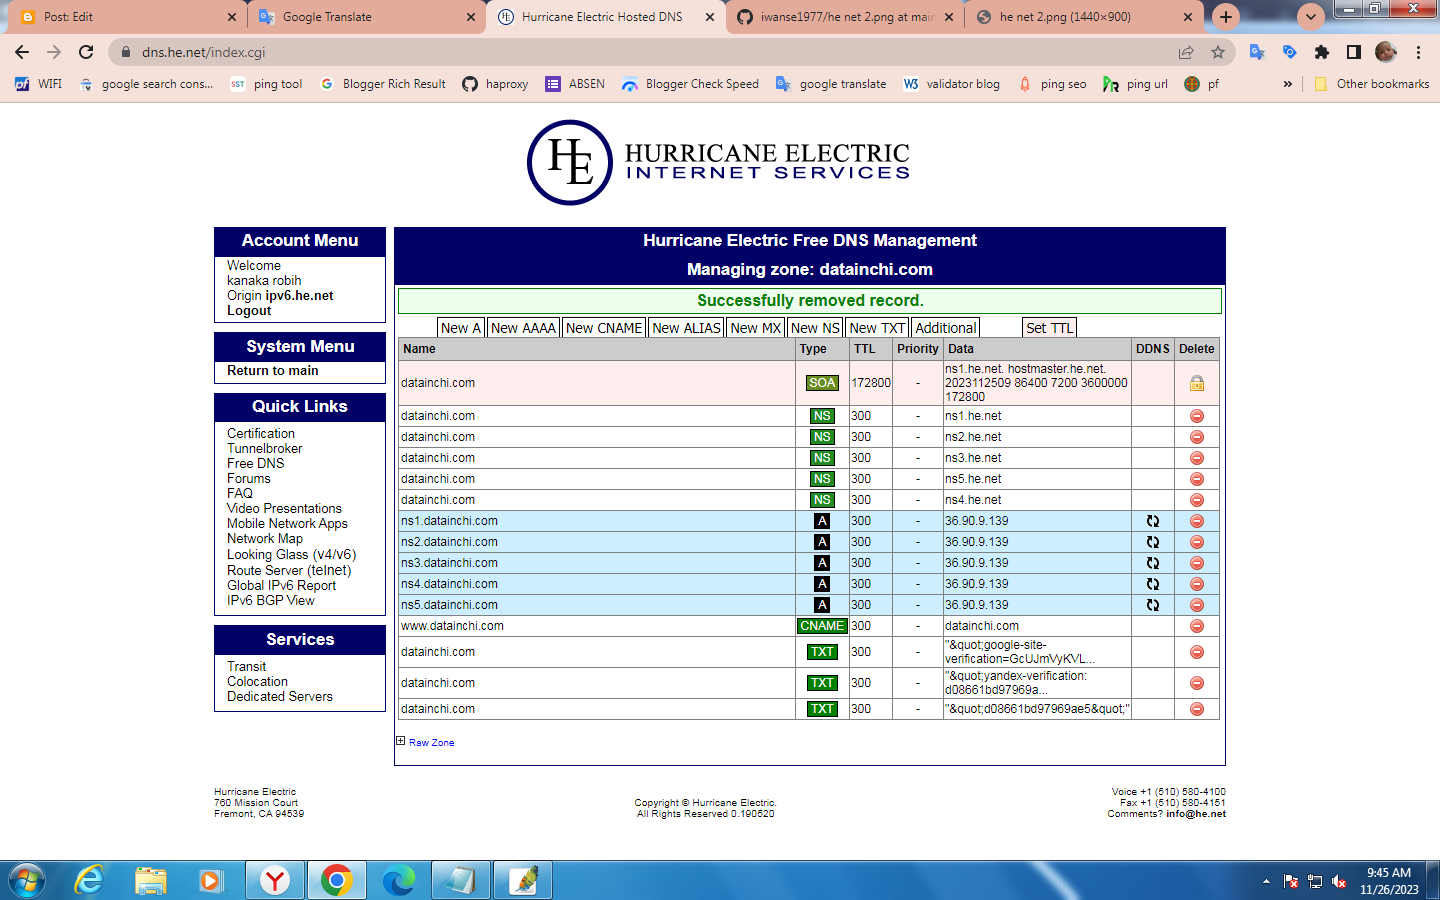 Post: Edit
Google Translate
Hurricane Electric Hosted DNS
iwanse1977/he net 2.png at main
he net 2.png (1440×900)
dns.he.net/index.cgi
WIFI
google search cons...
SST
ping tool
Blogger Rich Result
haproxy
ABSEN
Blogger Check Speed
google translate
validator blog
ping seo
ping url
pf
»
Other bookmarks
HE
HURRICANE ELECTRIC
INTERNET SERVICES
Account Menu
Welcome
kanaka robih
Origin ipv6.he.net
Logout
System Menu
Return to main
Quick Links
Certification
Tunnelbroker
Free DNS
Forums
FAQ
Video Presentations
Mobile Network Apps
Network Map
Looking Glass (v4/v6)
Route Server (telnet)
Global IPv6 Report
IPv6 BGP View
Services
Transit
Colocation
Dedicated Servers
Hurricane Electric Free DNS Management
Managing zone: datainchi.com
Successfully removed record.
New A New AAAA New CNAME New ALIAS New MX New NS New TXT Additional Set TTL
Name Type TTL Priority Data DDNS Delete
datainchi.com SOA 172800 - ns1.he.net. hostmaster.he.net.
2023112509 86400 7200 3600000
172800
datainchi.com NS 300 - ns1.he.net
datainchi.com NS 300 - ns2.he.net
datainchi.com NS 300 - ns3.he.net
datainchi.com NS 300 - ns5.he.net
datainchi.com NS 300 - ns4.he.net
ns1.datainchi.com A 300 - 36.90.9.139
ns2.datainchi.com A 300 - 36.90.9.139
ns3.datainchi.com A 300 - 36.90.9.139
ns4.datainchi.com A 300 - 36.90.9.139
ns5.datainchi.com A 300 - 36.90.9.139
www.datainchi.com CNAME 300 - datainchi.com
datainchi.com TXT 300 - "&quot;google-site-
verification=GcUJmVyKVL...
datainchi.com TXT 300 - "&quot;yandex-verification:
d08661bd97969a...
datainchi.com TXT 300 - "&quot;d08661bd97969ae5&quot;"
Raw Zone
Hurricane Electric
760 Mission Court
Fremont, CA 94539
Copyright © Hurricane Electric.
All Rights Reserved 0.190520
Voice +1 (510) 580-4100
Fax +1 (510) 580-4151
Comments? info@he.net
9:45 AM
11/26/2023